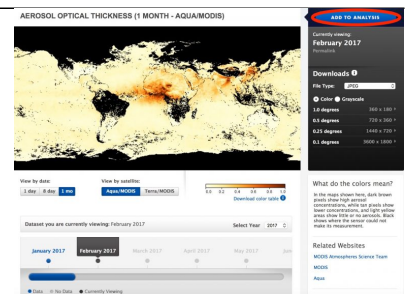 AEROSOL OPTICAL THICKNESS (1 MONTH - AQUA/MODIS)
ADD TO ANALYSIS
Currently viewing:
February 2017
Permalink
Downloads
File Type: JPEG
Color Grayscale
1.0 degrees 360 x 180
0.5 degrees 720 x 360
0.25 degrees 1440 x 720
0.1 degrees 3600 x 1800
View by date:
1 day 8 day 1 mo
View by satellite:
Aqua/MODIS Terra/MODIS
0.0 0.2 0.4 0.6 0.8 1.0
Download color table
What do the colors mean?
In the maps shown here, dark brown
pixels show high aerosol
concentrations, while tan pixels show
lower concentrations, and light yellow
areas show little or no aerosols. Black
shows where the sensor could not
make its measurement.
Dataset you are currently viewing: February 2017
Select Year 2017
January 2017 February 2017 March 2017 April 2017 May 2017 Jun
Data No Data Currently Viewing
Related Websites
MODIS Atmospheres Science Team
MODIS
Aqua